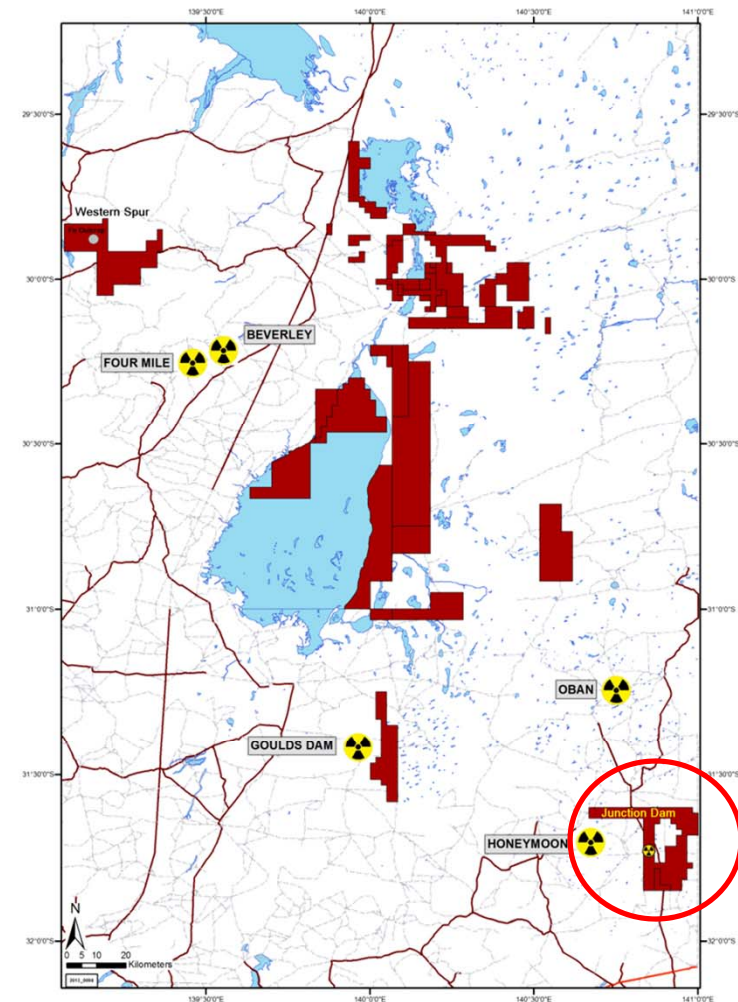 139°30'0"E 140°0'0"E 140°30'0"E 141°0'0"E
29°30'0"S
29°30'0"S
Western Spur
30°0'0"S
30°0'0"S
BEVERLEY
FOUR MILE
30°30'0"S
30°30'0"S
31°0'0"S
31°0'0"S
OBAN
GOULDS DAM
31°30'0"S
31°30'0"S
Junction Dam
HONEYMOON
N
32°0'0"S
32°0'0"S
0 5 10 20
Kilometers
139°30'0"E 140°0'0"E 140°30'0"E 141°0'0"E